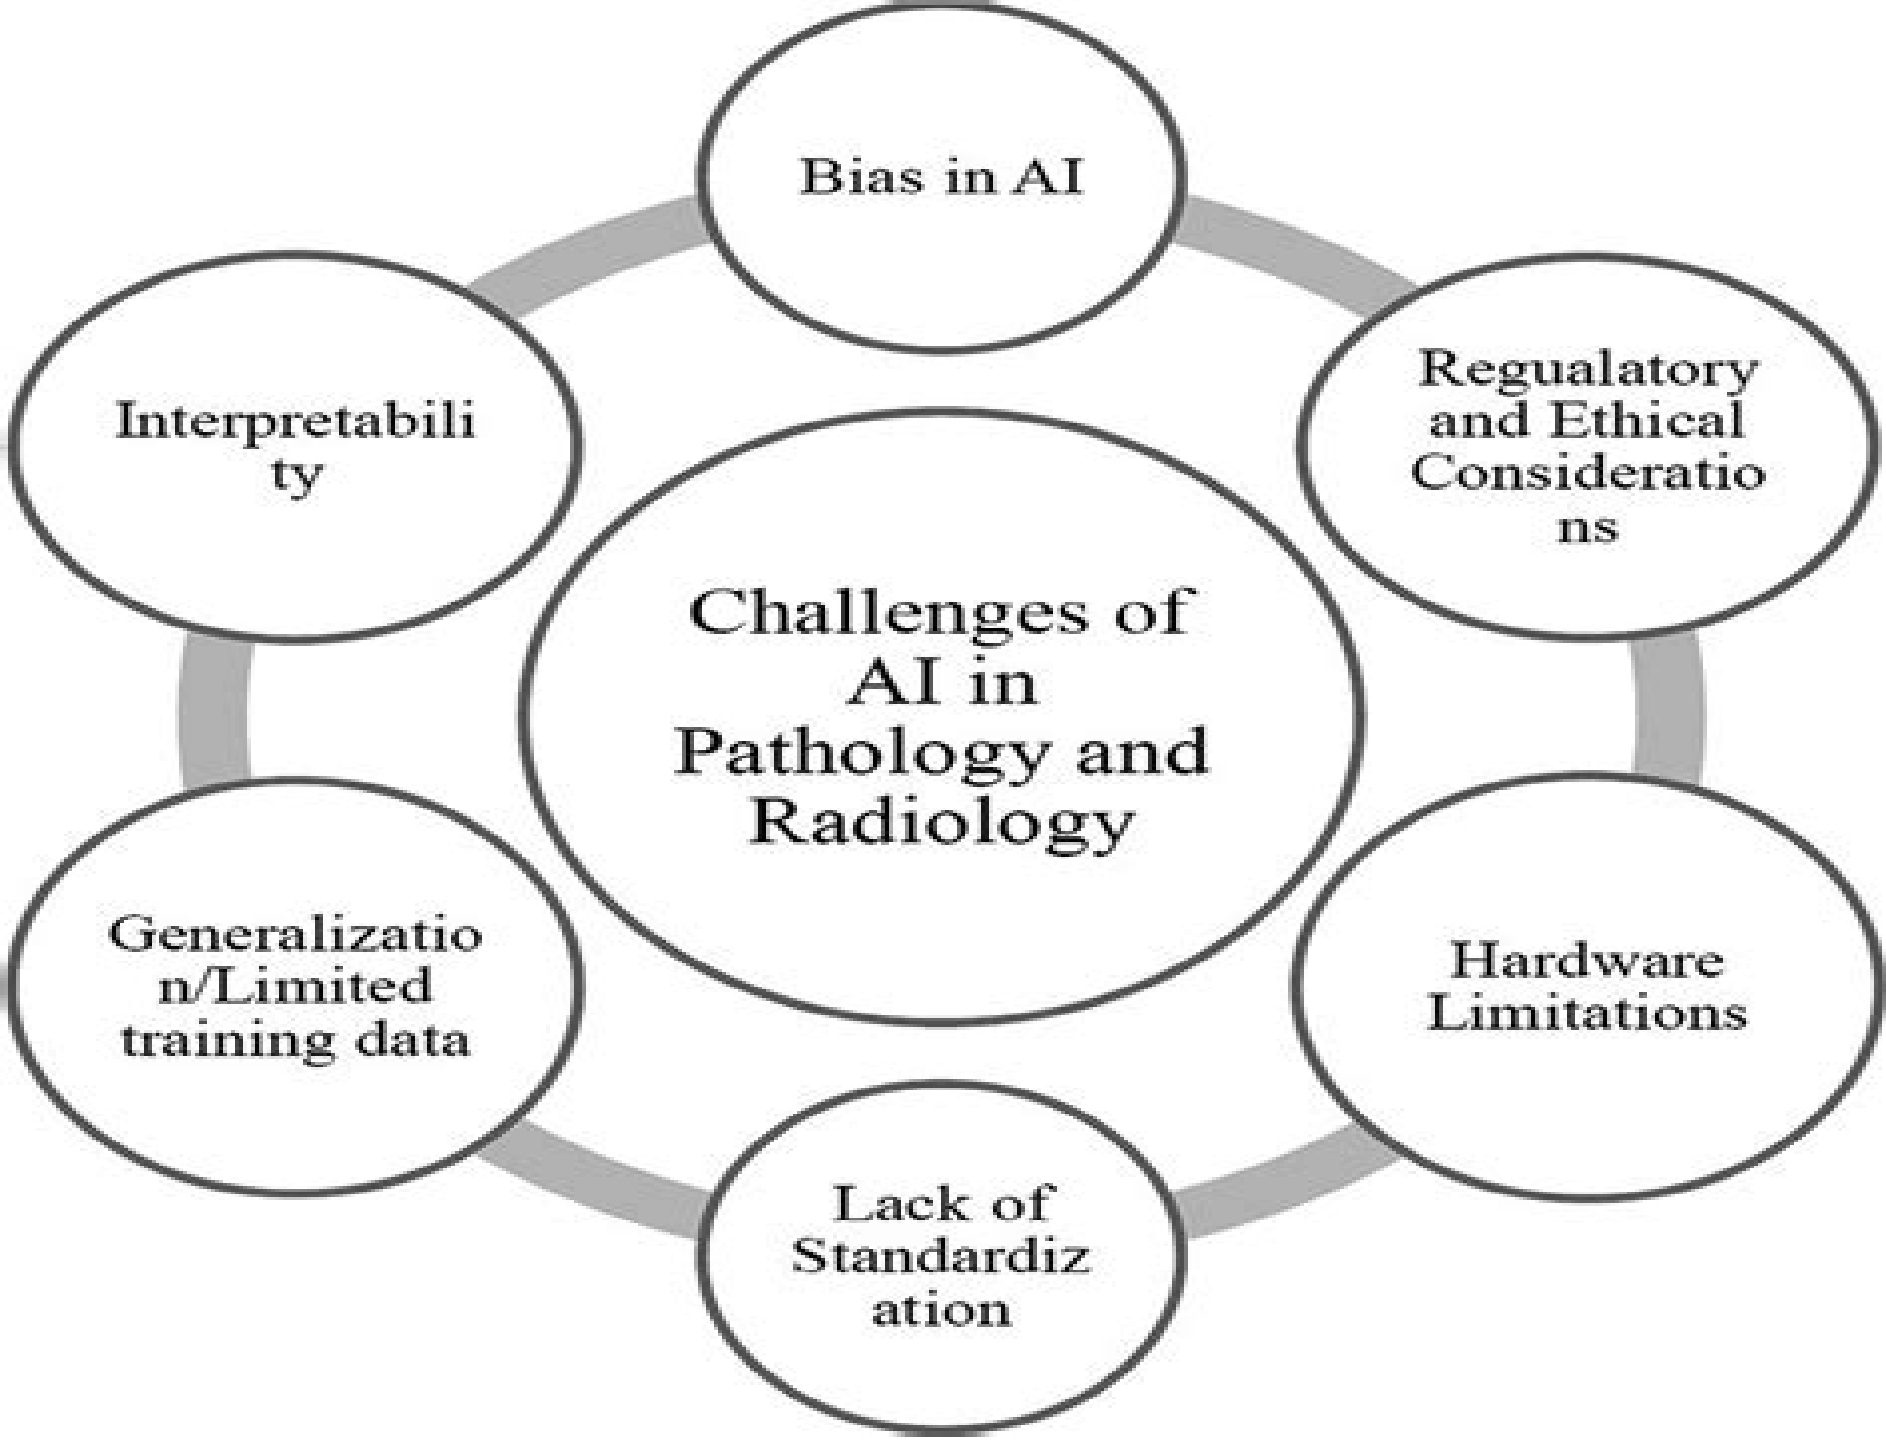 Bias in AI
Regualatory
and Ethical
Consideratio
ns
Interpretabili
ty
Challenges of
AI in
Pathology and
Radiology
Generalizatio
n/Limited
training data
Hardware
Limitations
Lack of
Standardiz
ation